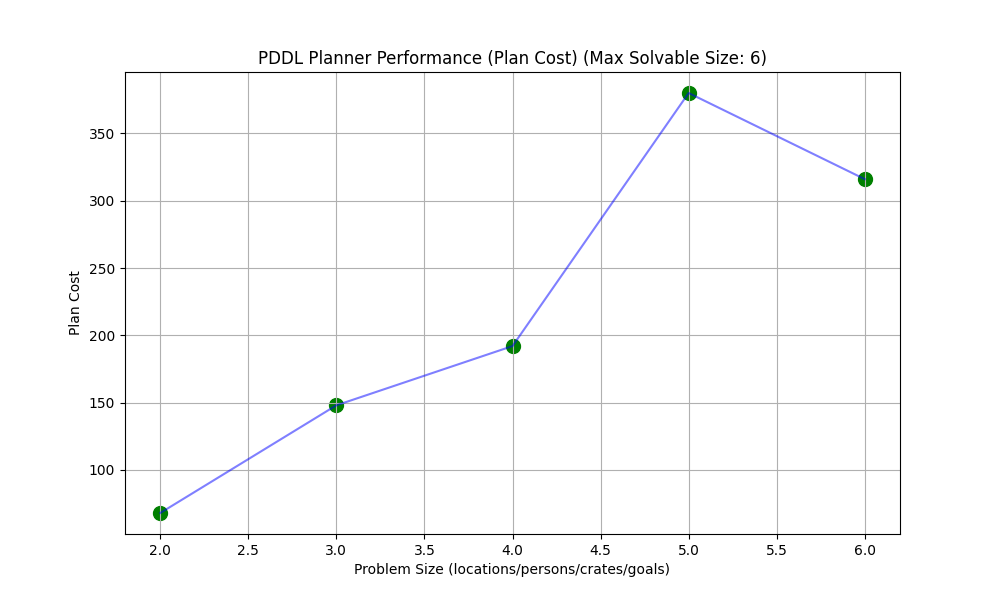 PDDL Planner Performance (Plan Cost) (Max Solvable Size: 6)
350
300
250
200
150
100
Plan Cost
2.0 2.5 3.0 3.5 4.0 4.5 5.0 5.5 6.0
Problem Size (locations/persons/crates/goals)